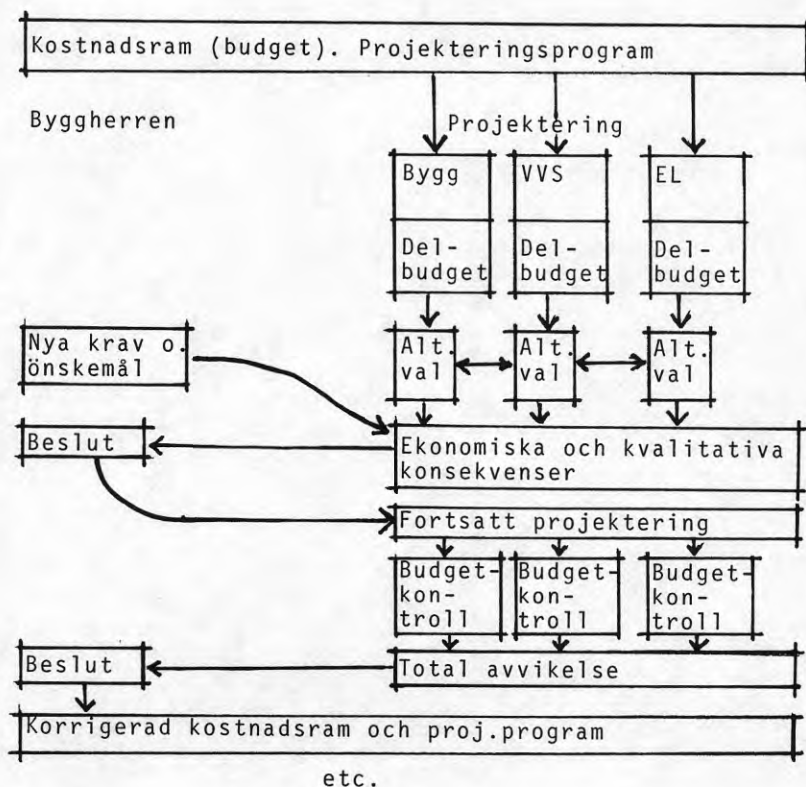 Kostnadsram (budget). Projekteringsprogram
Byggherren
Projektering
Bygg
VVS
EL
Del-
budget
Del-
budget
Del-
budget
Nya krav o.
önskemål
Alt.
val
Alt.
val
Alt.
val
Beslut
Ekonomiska och kvalitativa
konsekvenser
Fortsatt projektering
Budget-
kon-
troll
Budget-
kon-
troll
Budget-
kon-
troll
Beslut
Total avvikelse
Korrigerad kostnadsram och proj.program
etc.